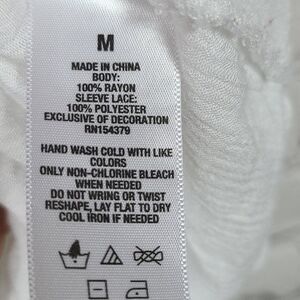 M
MADE IN CHINA
BODY:
100% RAYON
SLEEVE LACE:
100% POLYESTER
EXCLUSIVE OF DECORATION
RN154379
HAND WASH COLD WITH LIKE
COLORS
ONLY NON-CHLORINE BLEACH
WHEN NEEDED
DO NOT WRING OR TWIST
RESHAPE, LAY FLAT TO DRY
COOL IRON IF NEEDED